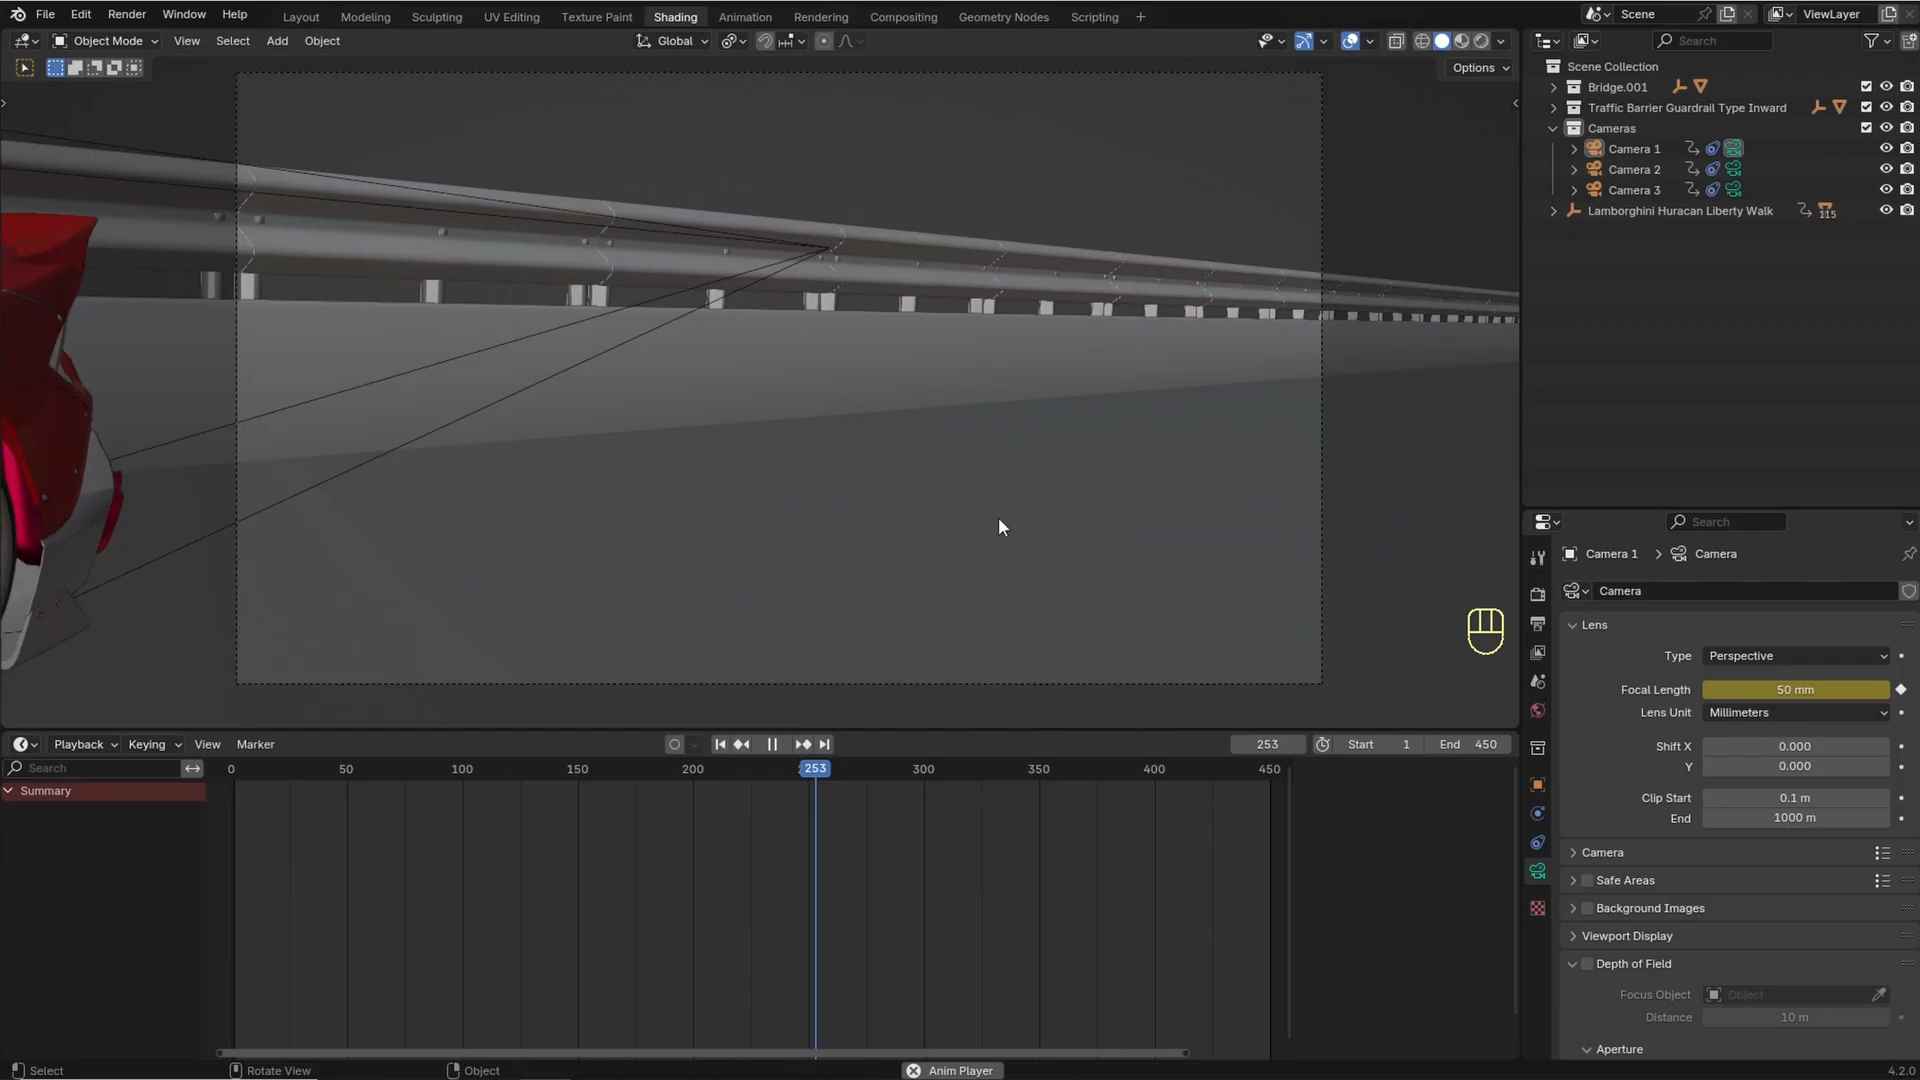 File Edit Render Window Help Layout Modeling Sculpting UV Editing Texture Paint Shading Animation Rendering Compositing Geometry Nodes Scripting + Scene ViewLayer
Object Mode View Select Add Object Global Search
Options
Scene Collection
Bridge.001
Traffic Barrier Guardrail Type Inward
Cameras
Camera 1
Camera 2
Camera 3
Lamborghini Huracan Liberty Walk 115
Search
Camera 1 > Camera
Camera
Lens
Type Perspective
Focal Length 50 mm
Lens Unit Millimeters
Shift X 0.000
Y 0.000
Clip Start 0.1 m
End 1000 m
Camera
Safe Areas
Background Images
Viewport Display
Depth of Field
Focus Object Object
Distance 10 m
Aperture
Playback Keying View Marker 253 Start 1 End 450
Search 0 50 100 150 200 253 300 350 400 450
Summary
Select Rotate View Object Anim Player 4.2.0